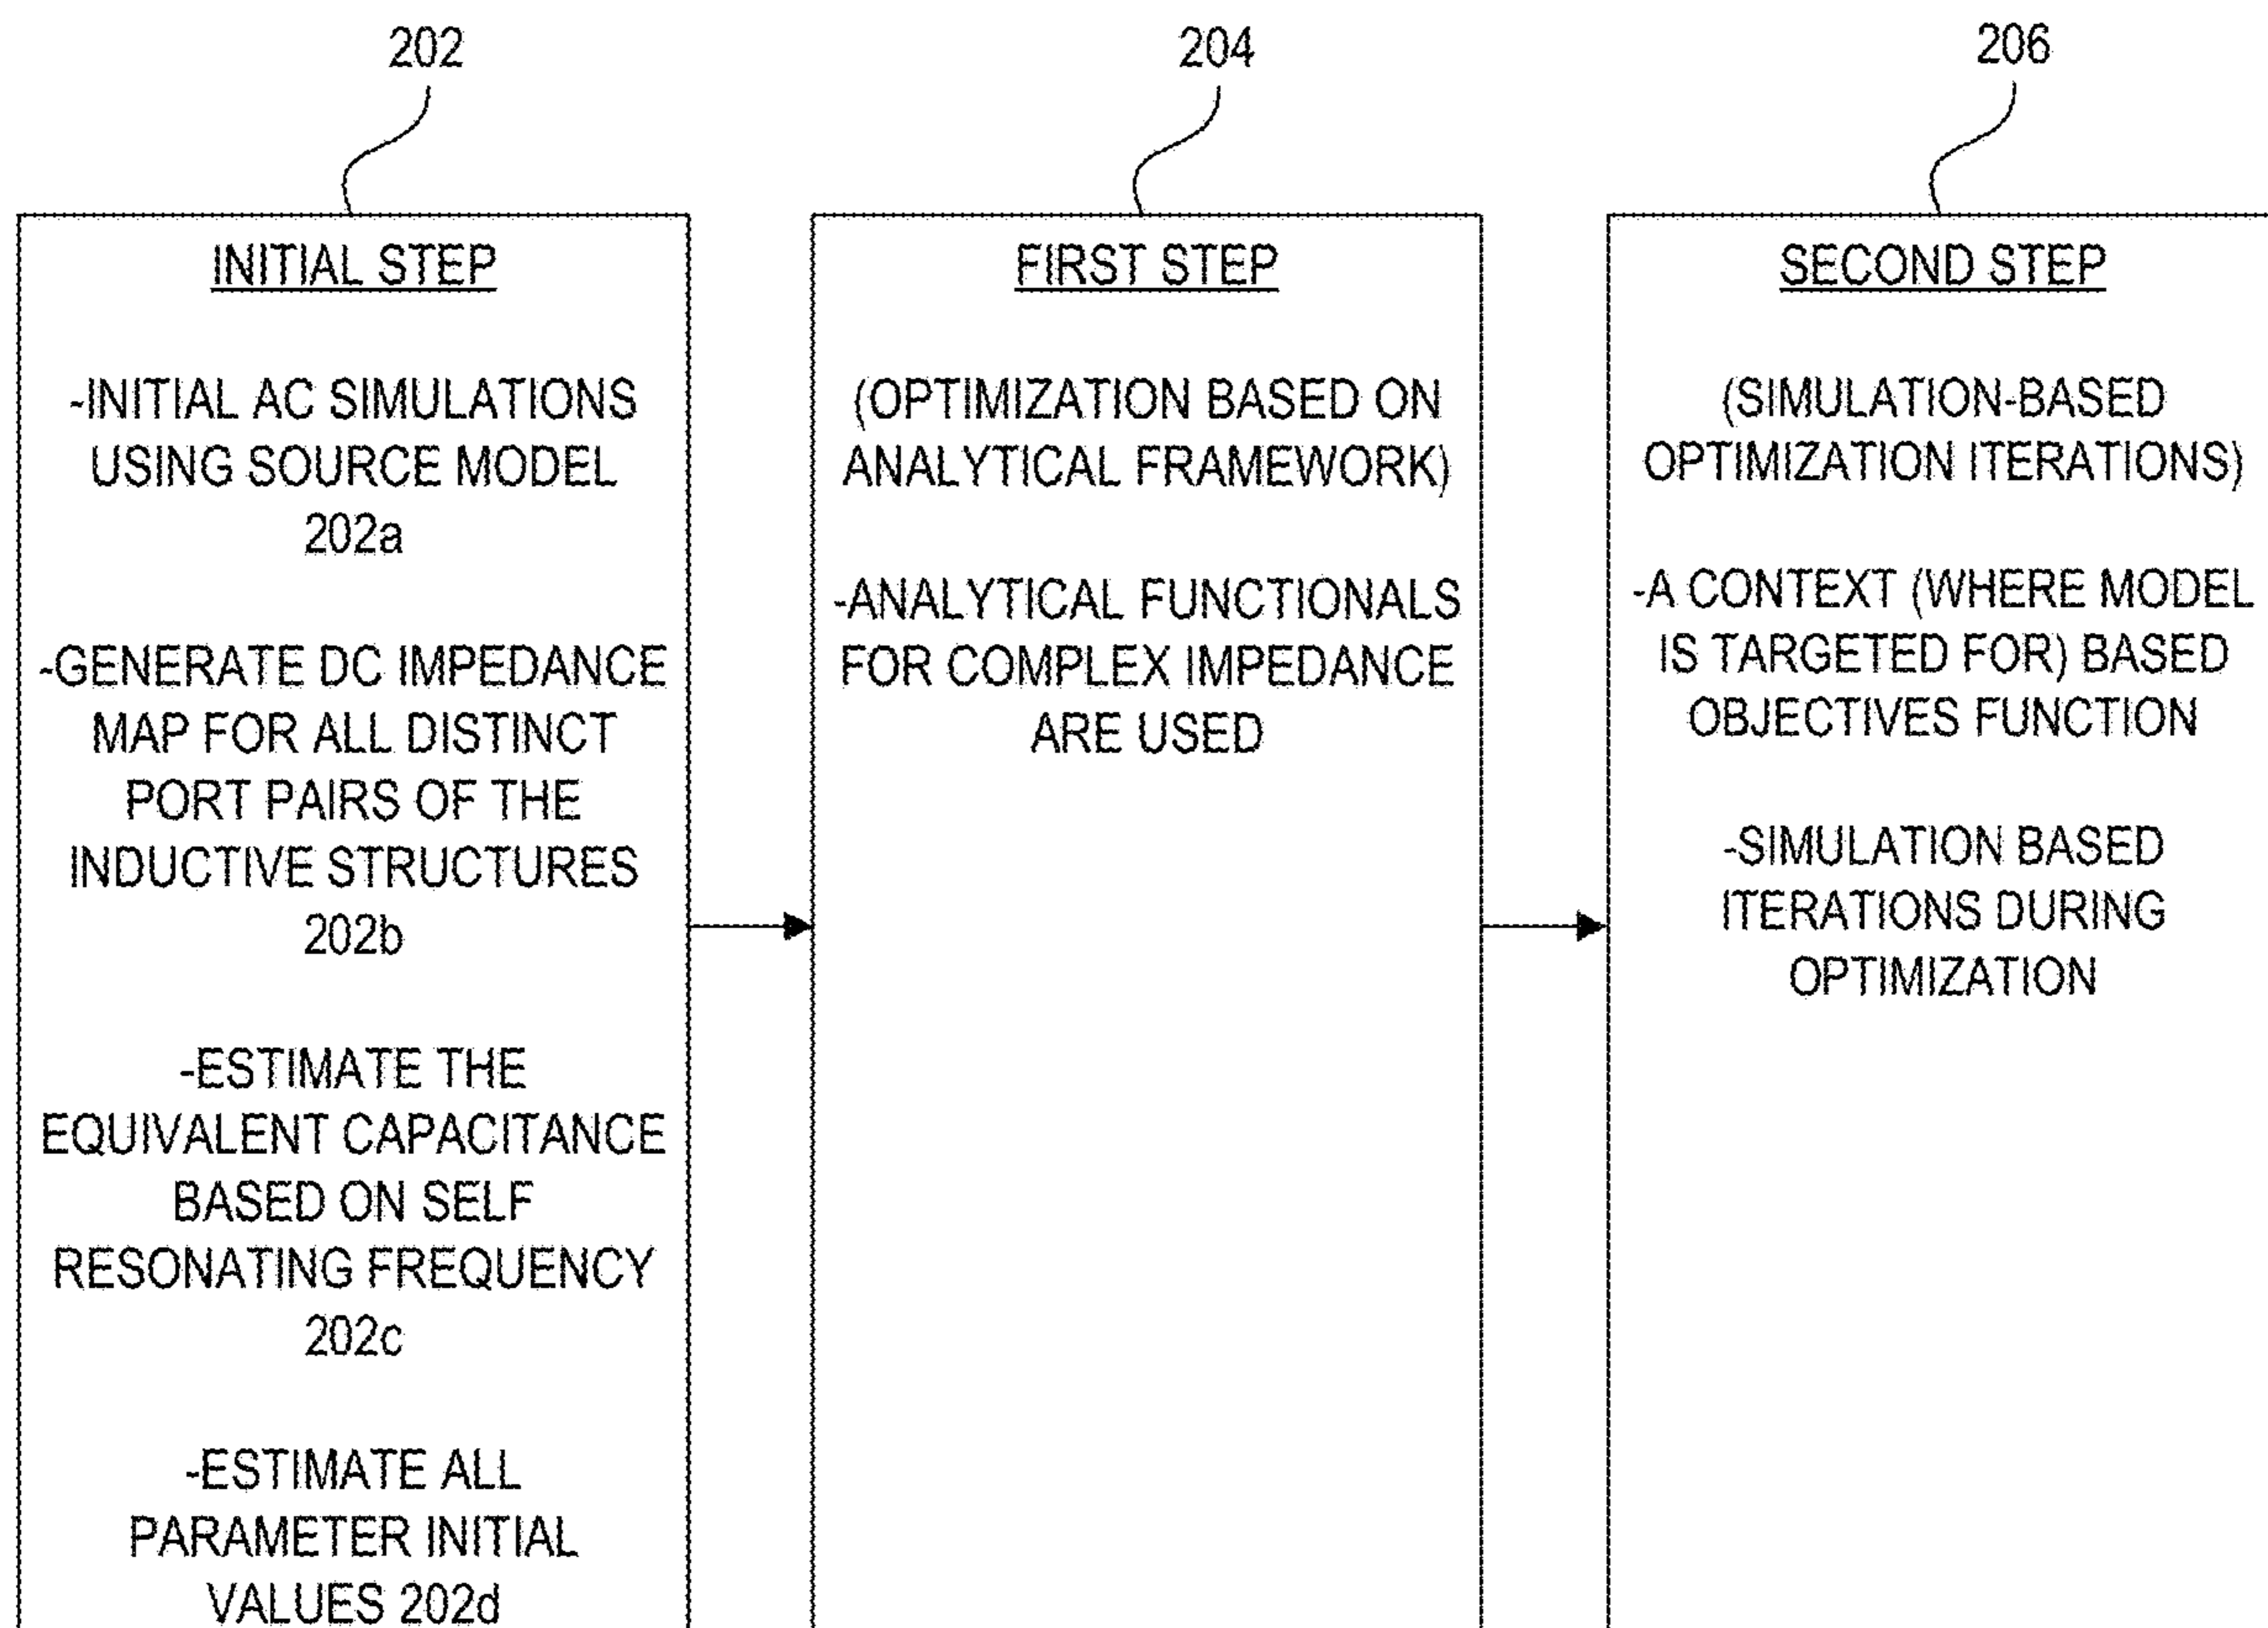 202
INITIAL STEP
-INITIAL AC SIMULATIONS
USING SOURCE MODEL
202a
-GENERATE DC IMPEDANCE
MAP FOR ALL DISTINCT
PORT PAIRS OF THE
INDUCTIVE STRUCTURES
202b
-ESTIMATE THE
EQUIVALENT CAPACITANCE
BASED ON SELF
RESONATING FREQUENCY
202c
-ESTIMATE ALL
PARAMETER INITIAL
VALUES 202d
204
FIRST STEP
(OPTIMIZATION BASED ON
ANALYTICAL FRAMEWORK)
-ANALYTICAL FUNCTIONALS
FOR COMPLEX IMPEDANCE
ARE USED
206
SECOND STEP
(SIMULATION-BASED
OPTIMIZATION ITERATIONS)
-A CONTEXT (WHERE MODEL
IS TARGETED FOR) BASED
OBJECTIVES FUNCTION
-SIMULATION BASED
ITERATIONS DURING
OPTIMIZATION